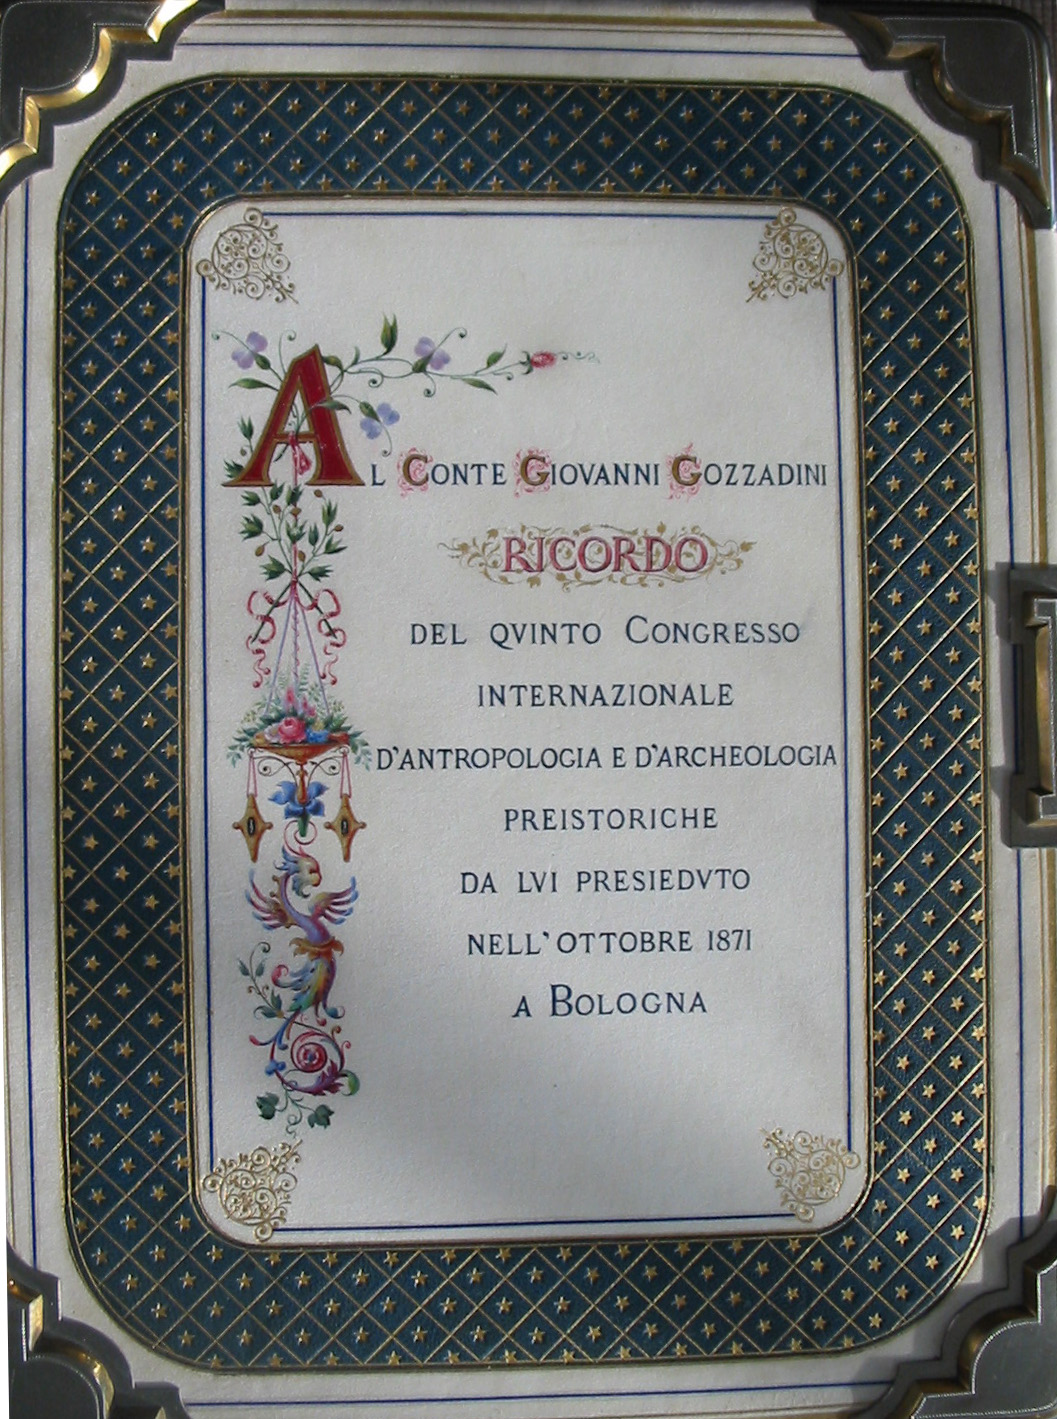 AL CONTE GIOVANNI GOZZADINI
RICORDO
DEL QVINTO CONGRESSO
INTERNAZIONALE
D'ANTROPOLOGIA E D'ARCHEOLOGIA
PREISTORICHE
DA LVI PRESIEDVTO
NELL'OTTOBRE 1871
A BOLOGNA